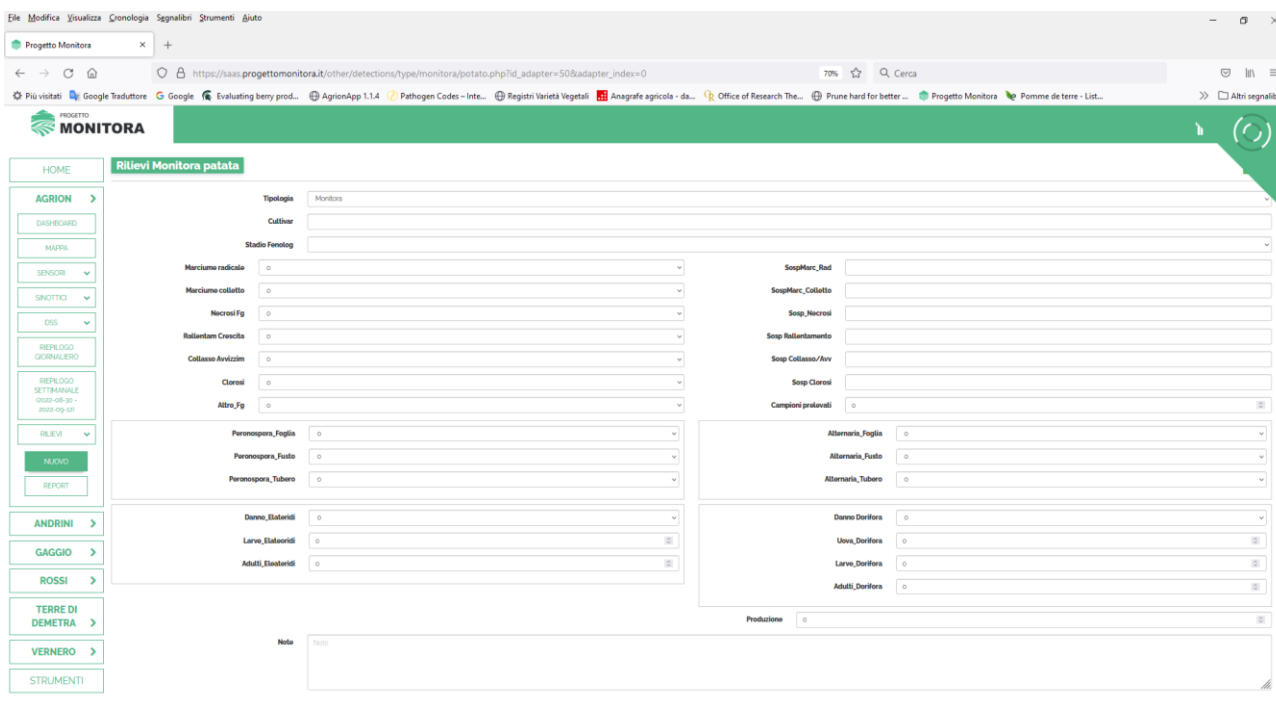 File Modifica Visualizza Cronologia Segnalibri Strumenti Aiuto
Progetto Monitora
https://saas.progettomonitora.it/other/detections/type/monitora/potato.php?id_adapter=50&adapter_index=0
70%
Cerca
Più visitati Google Traduttore Google Evaluating berry prod... AgrionApp 1.1.4 Pathogen Codes – Inte... Registri Varietà Vegetali Anagrafe agricola - da... Office of Research The... Prune hard for better ... Progetto Monitora Pomme de terre - List... Altri segnalib
PROGETTO
MONITORA
HOME
AGRION
DASHBOARD
MAPPA
SENSORI
SINOTTICI
DSS
RIEPILOGO
GIORNALIERO
RIEPILOGO
SETTIMANALE
(2022-08-30 -
2022-09-12)
RILIEVI
NUOVO
REPORT
ANDRINI
GAGGIO
ROSSI
TERRE DI
DEMETRA
VERNERO
STRUMENTI
Rilievi Monitora patata
Tipologia Monitora
Cultivar
Stadio Fenolog
Marciume radicale 0 SospMarc_Rad
Marciume colletto 0 SospMarc_Colletto
Necrosi Fg 0 Sosp_Necrosi
Rallentam Crescita 0 Sosp Rallentamento
Collasso Avvizzim 0 Sosp Collasso/Avv
Clorosi 0 Sosp Clorosi
Altro_Fg 0 Campioni prelevati 0
Peronospora_Foglia 0 Alternaria_Foglia 0
Peronospora_Fusto 0 Alternaria_Fusto 0
Peronospora_Tubero 0 Alternaria_Tubero 0
Danno_Elateridi 0 Danno Dorifora 0
Larve_Elateoridi 0 Uova_Dorifora 0
Adulti_Eleateridi 0 Larve_Dorifora 0
Adulti_Dorifora 0
Produzione 0
Note Note